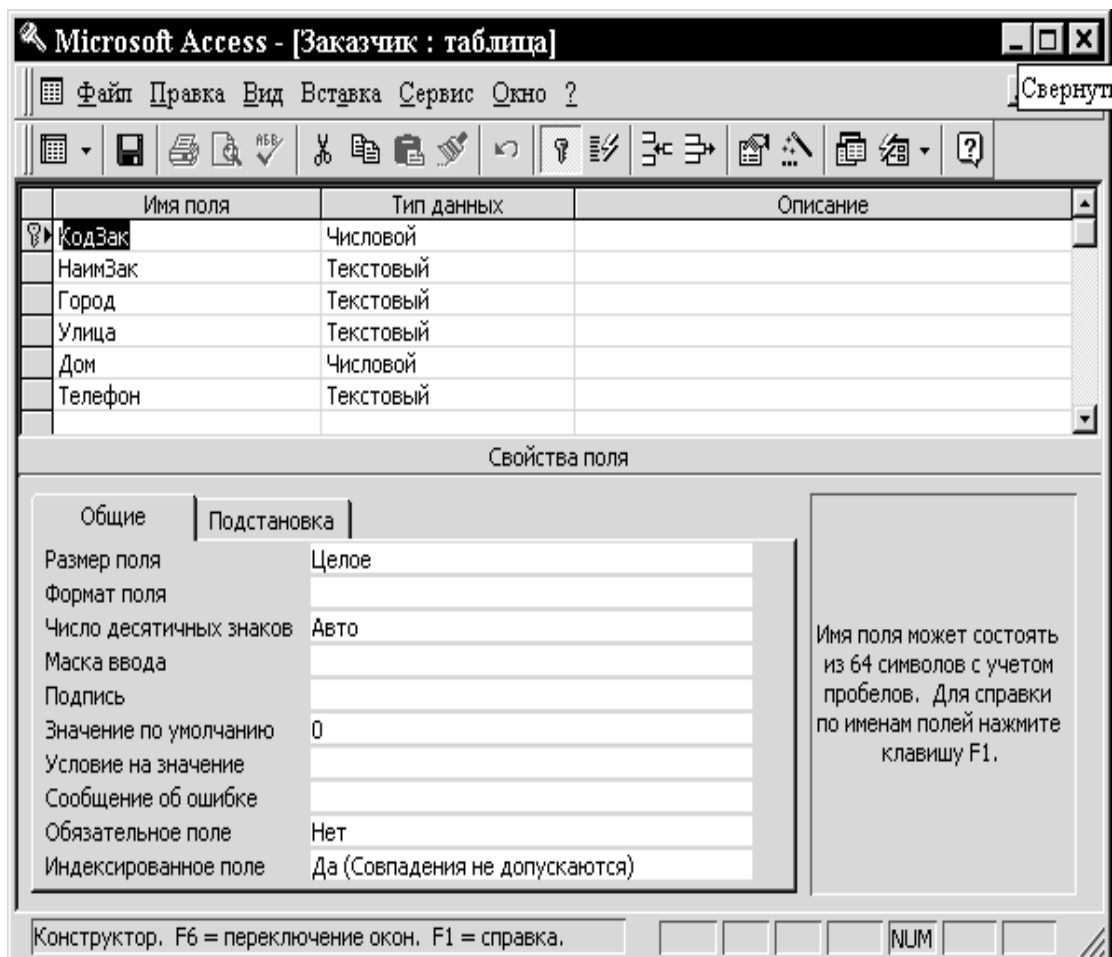 Microsoft Access - [Заказчик : таблица]
Файл Правка Вид Вставка Сервис Окно ?
Свернуть
АБВ
Имя поля Тип данных Описание
КодЗак Числовой
НаимЗак Текстовый
Город Текстовый
Улица Текстовый
Дом Числовой
Телефон Текстовый
Свойства поля
Общие Подстановка
Размер поля Целое
Формат поля
Число десятичных знаков Авто
Маска ввода
Подпись
Значение по умолчанию 0
Условие на значение
Сообщение об ошибке
Обязательное поле Нет
Индексированное поле Да (Совпадения не допускаются)
Имя поля может состоять
из 64 символов с учетом
пробелов. Для справки
по именам полей нажмите
клавишу F1.
Конструктор. F6 = переключение окон. F1 = справка. NUM